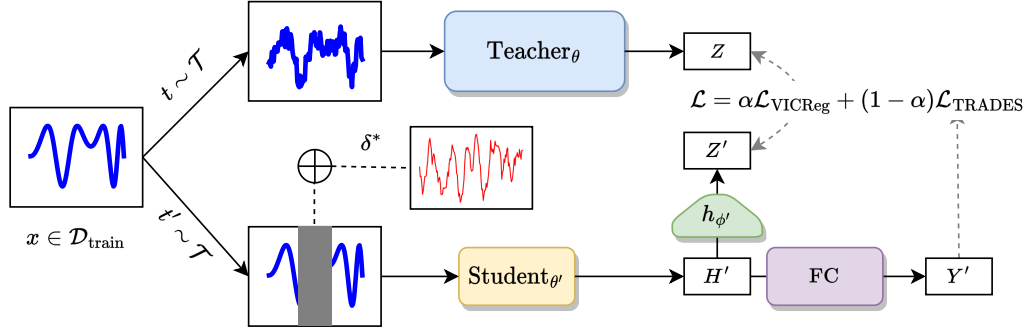 t ∼ 𝒯
Teacher_θ
Z
ℒ = αℒ_VICReg + (1 − α)ℒ_TRADES
δ*
Z′
x ∈ 𝒟_train
t′ ∼ 𝒯
h_ϕ′
Student_θ′
H′
FC
Y′